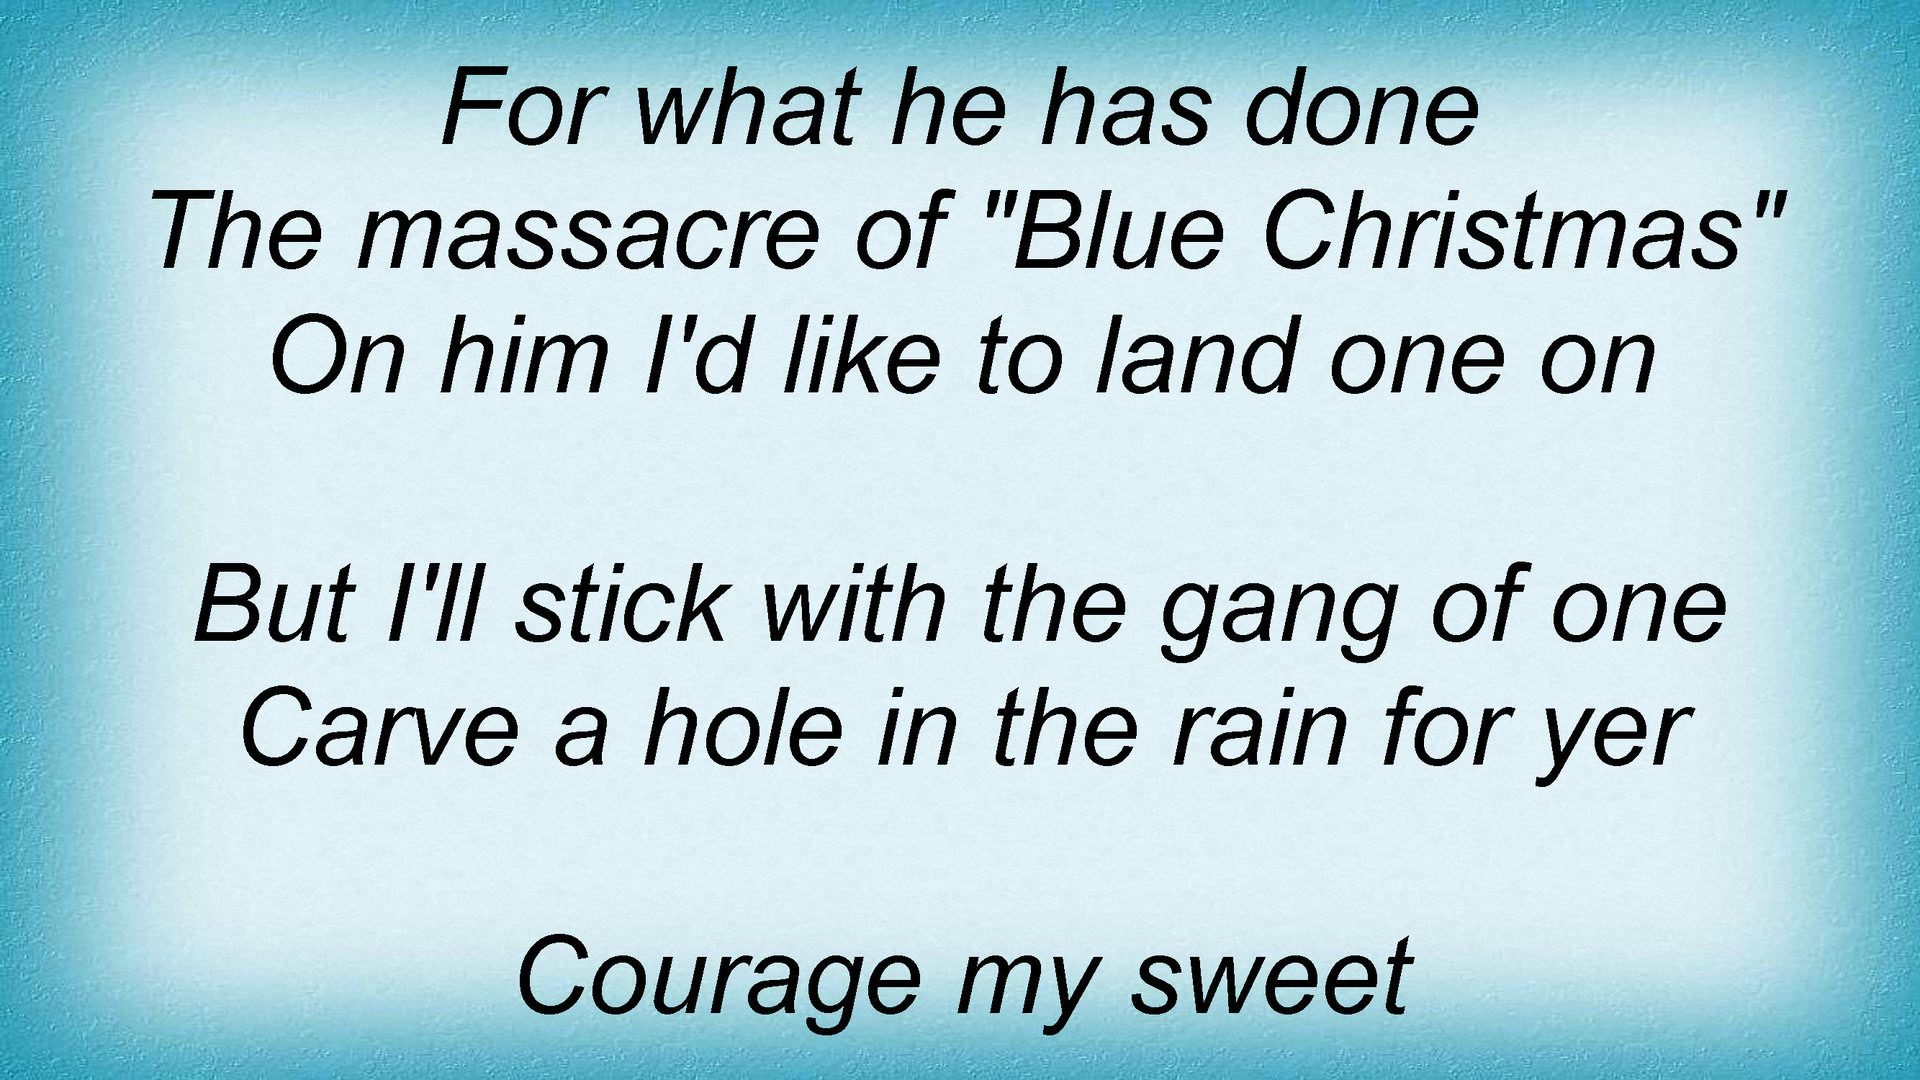 For what he has done
The massacre of "Blue Christmas"
On him I'd like to land one on
But I'll stick with the gang of one
Carve a hole in the rain for yer
Courage my sweet